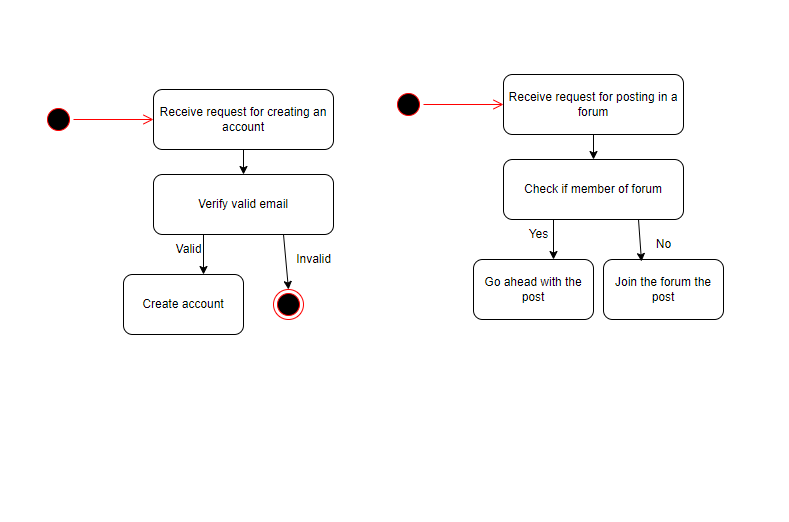 Receive request for creating an
account
Verify valid email
Valid
Invalid
Create account
Receive request for posting in a
forum
Check if member of forum
Yes
No
Go ahead with the
post
Join the forum the
post